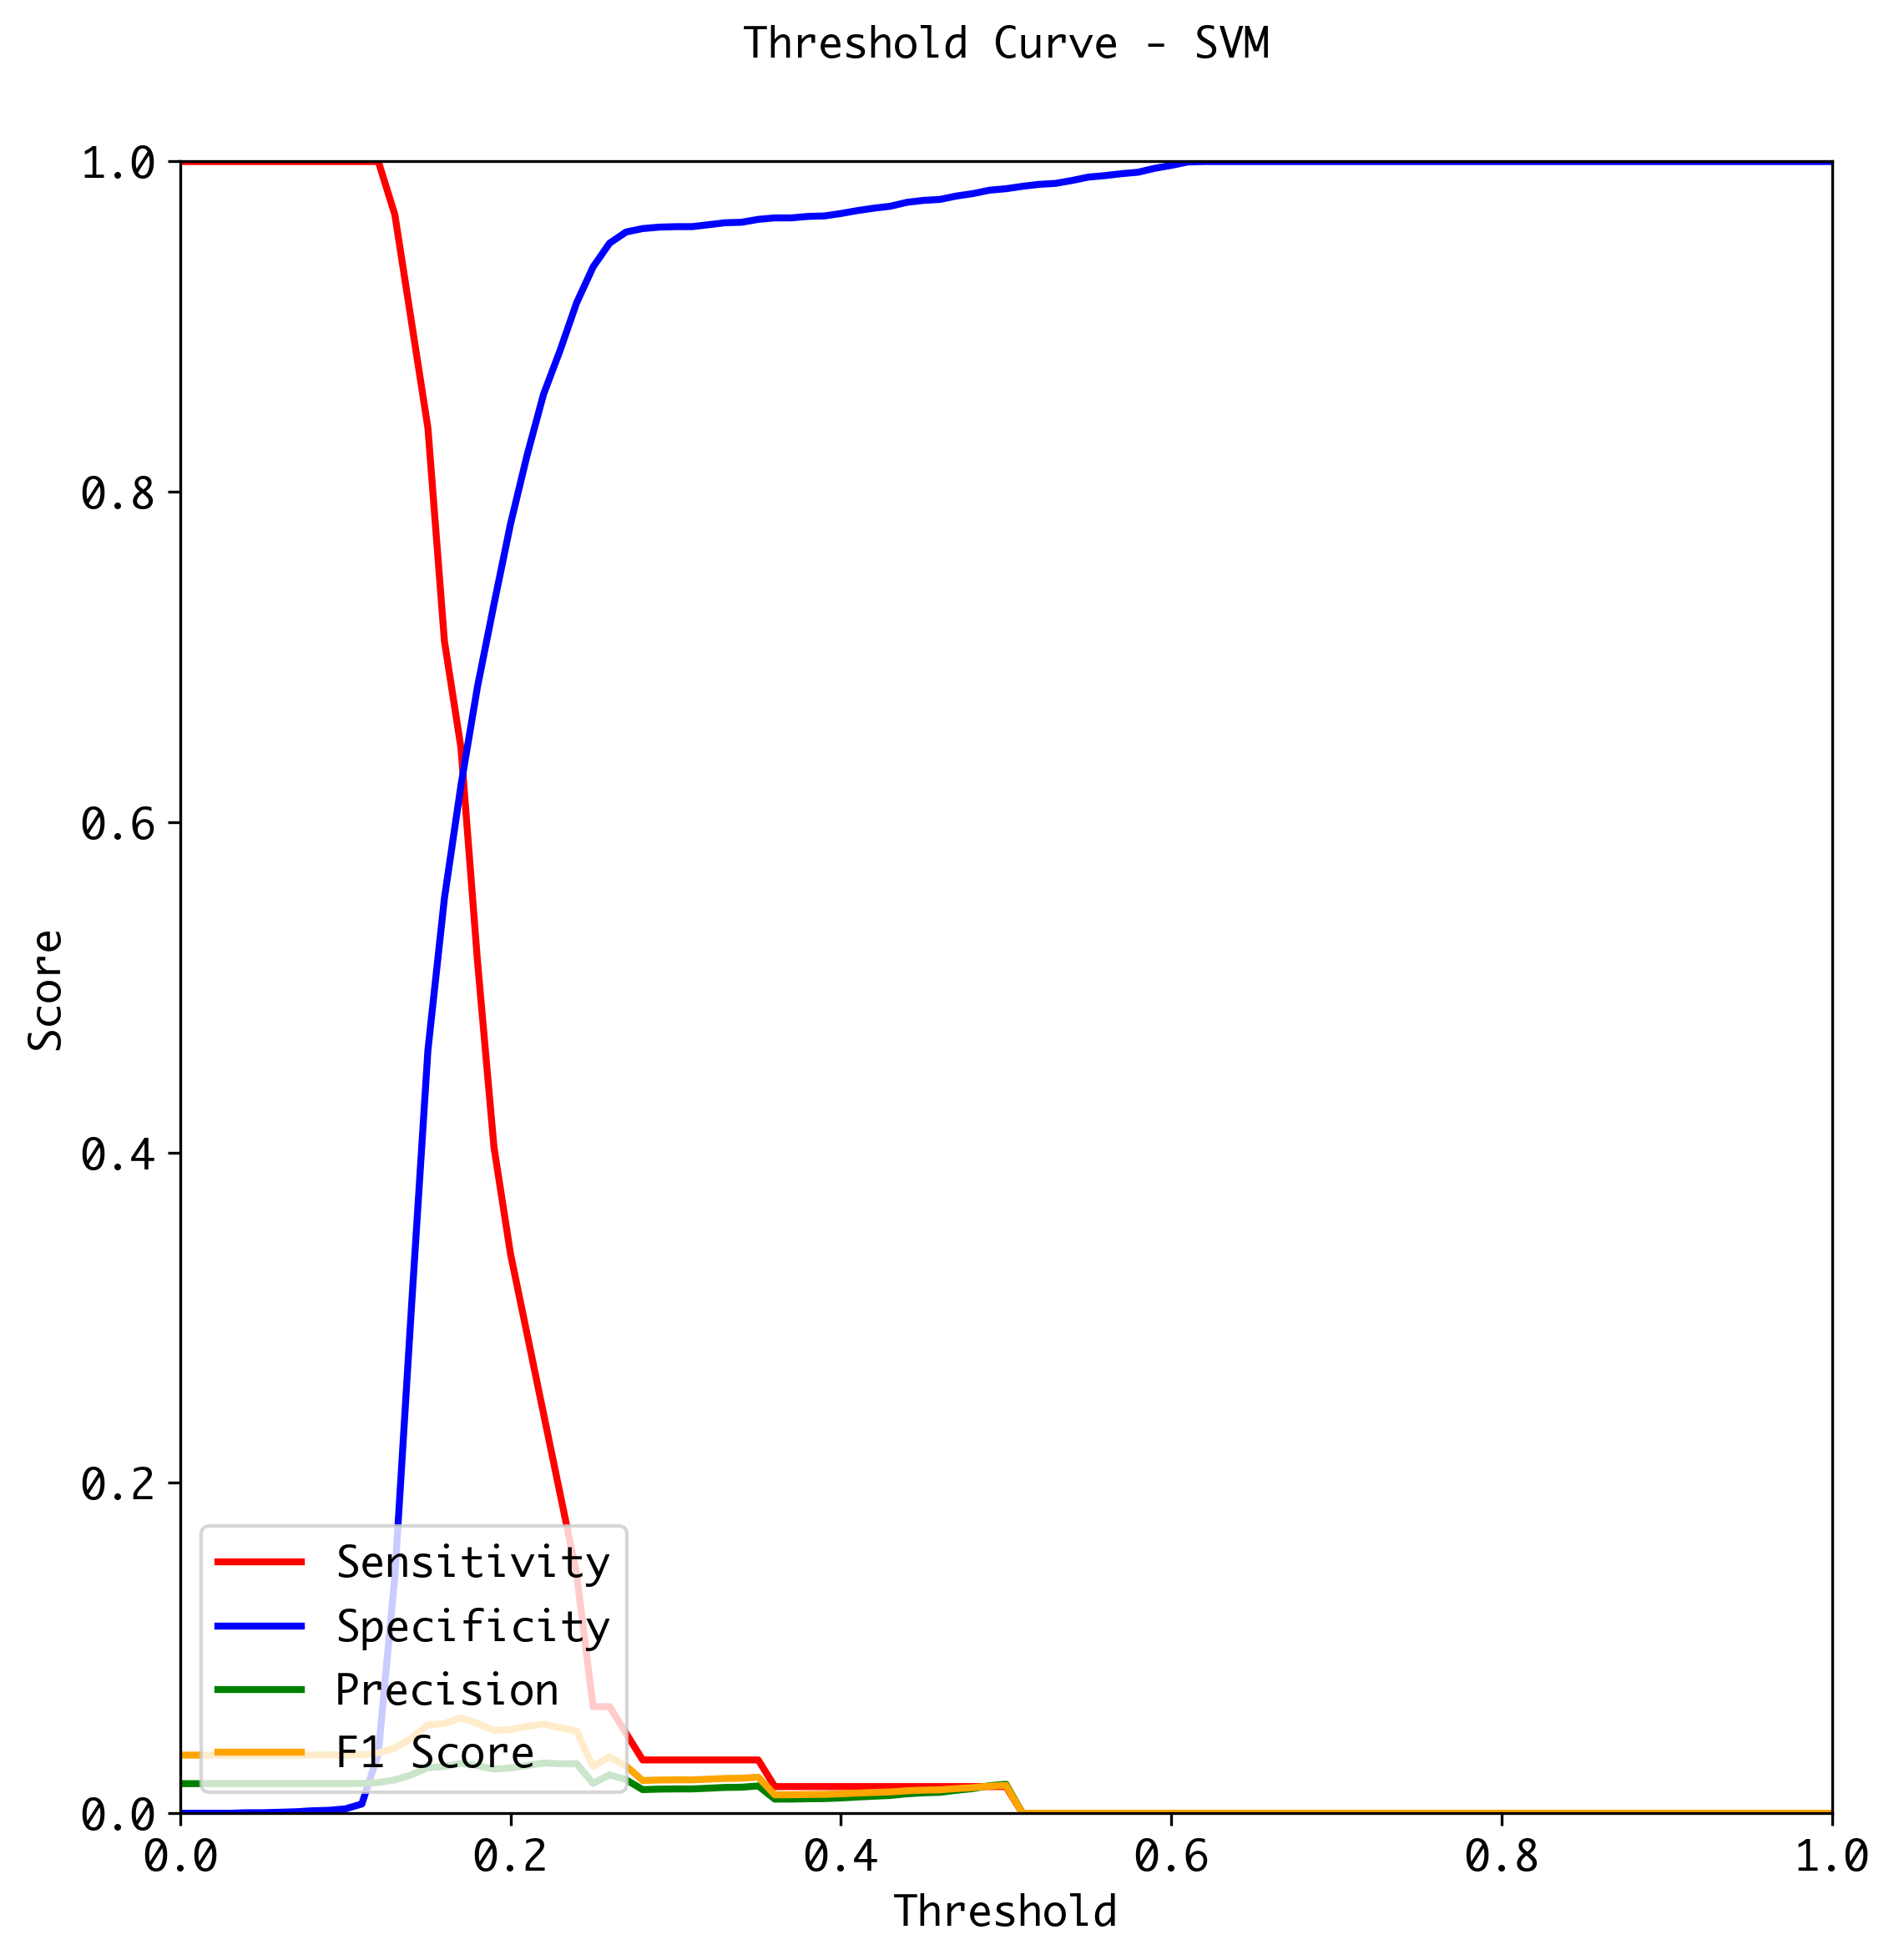 Threshold Curve - SVM
1.0
0.8
0.6
0.4
0.2
0.0
Score
Sensitivity
Specificity
Precision
F1 Score
0.0 0.2 0.4 0.6 0.8 1.0
Threshold